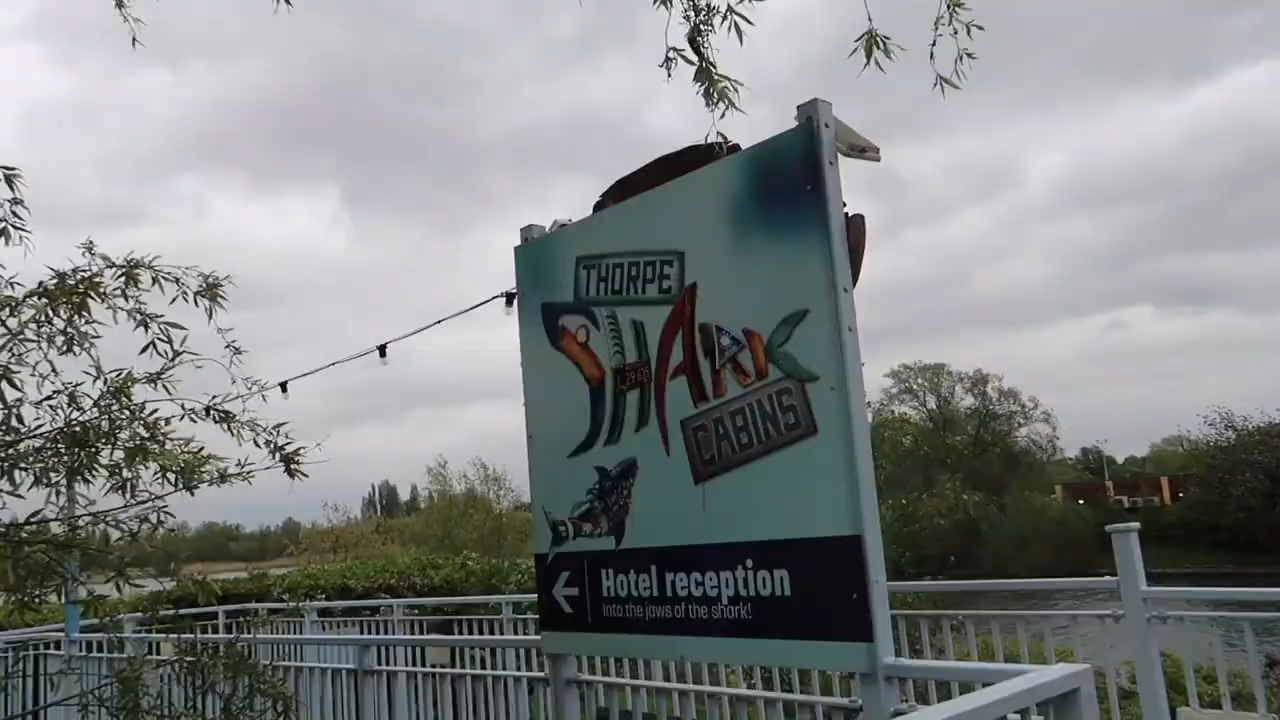 THORPE
SHARK
CABINS
Hotel reception
Into the jaws of the shark!